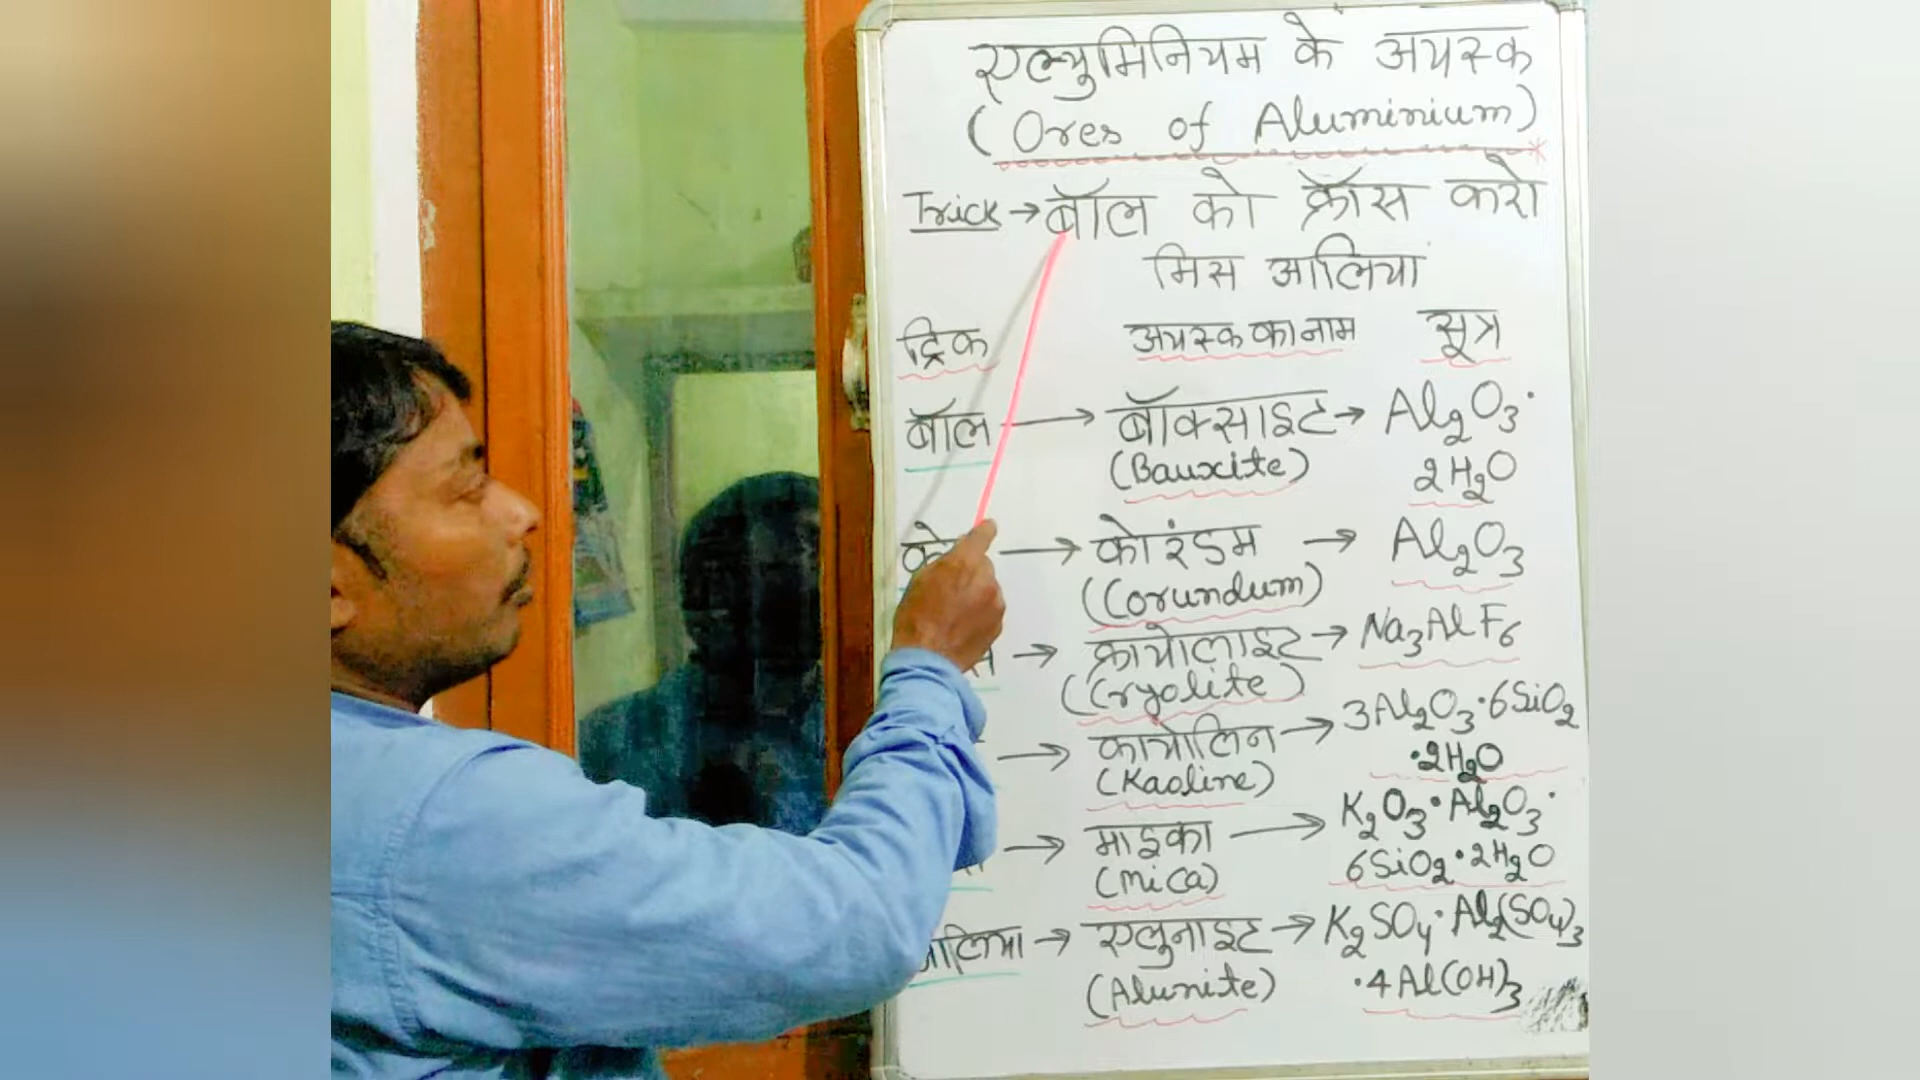 एल्युमिनियम के अयस्क
(Ores of Aluminium)
Trick → बॉल को क्रॉस करो
मिस आलिया
ट्रिक अयस्क का नाम सूत्र
बॉल → बॉक्साइट → Al₂O₃·
(Bauxite) 2H₂O
→ कोरंडम → Al₂O₃
(Corundum)
→ क्रायोलाइट → Na₃AlF₆
(Cryolite)
→ कायोलिन → 3Al₂O₃·6SiO₂
(Kaoline) ·2H₂O
→ माइका → K₂O₃·Al₂O₃·
(Mica) 6SiO₂·2H₂O
आलिया → एलुनाइट → K₂SO₄·Al₂(SO₄)₃
(Alunite) ·4Al(OH)₃